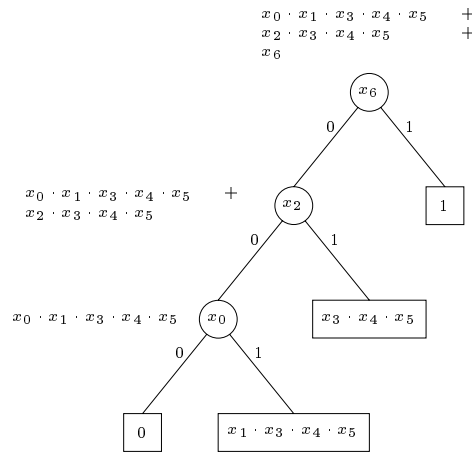 x₀ · x₁ · x₃ · x₄ · x₅ +
x₂ · x₃ · x₄ · x₅ +
x₆
x₆
0 1
x₀ · x₁ · x₃ · x₄ · x₅ +
x₂ · x₃ · x₄ · x₅
x₂
1
0 1
x₀ · x₁ · x₃ · x₄ · x₅
x₀
x₃ · x₄ · x₅
0 1
0
x₁ · x₃ · x₄ · x₅